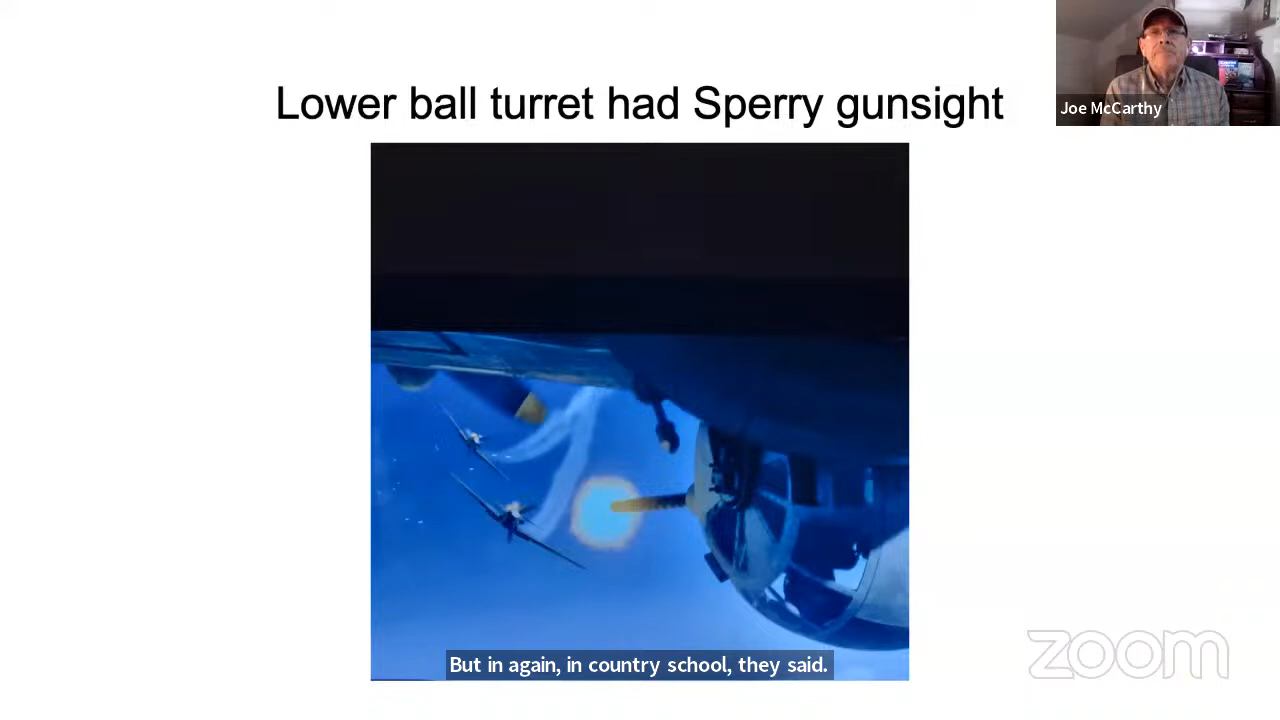 Lower ball turret had Sperry gunsight
Joe McCarthy
But in again, in country school, they said.
zoom